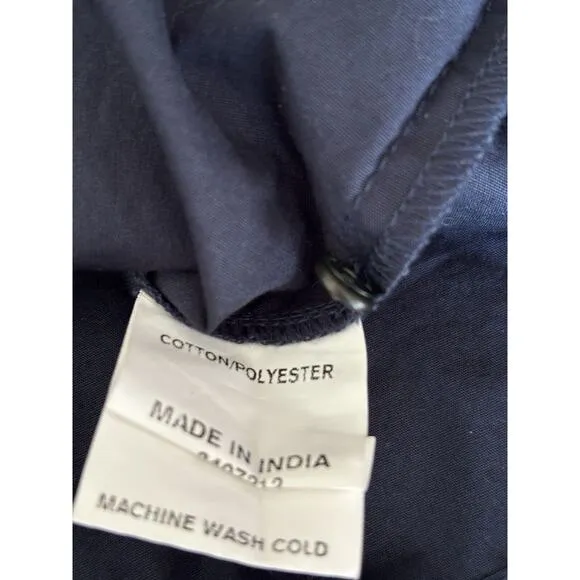 COTTON/POLYESTER
MADE IN INDIA
MACHINE WASH COLD